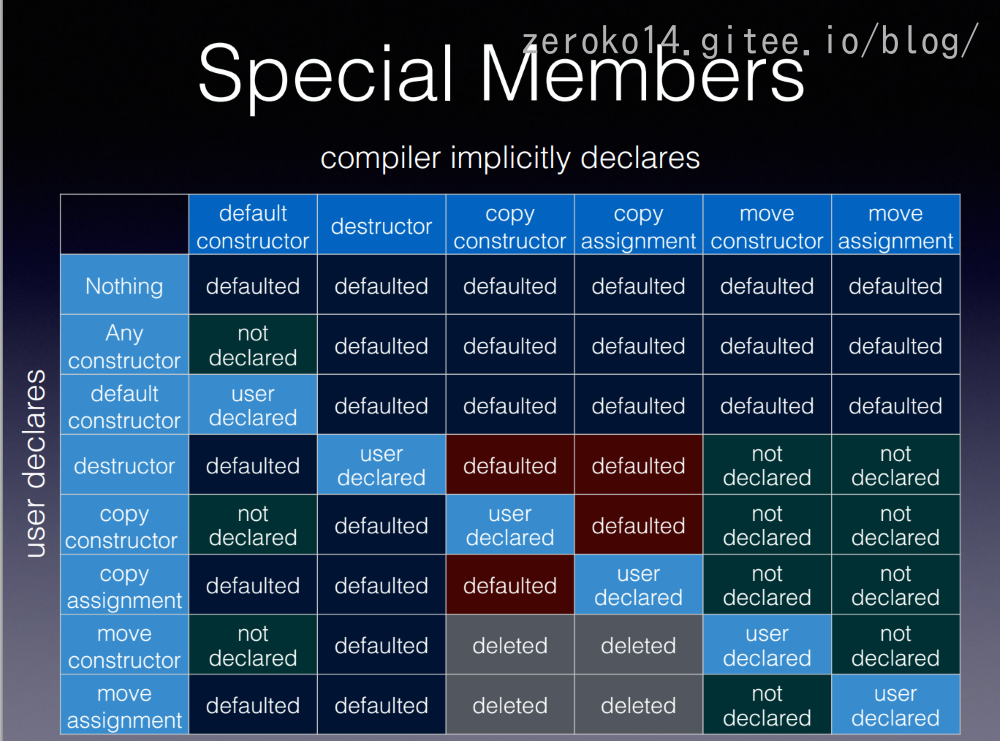 zeroko14.gitee.io/blog/
Special Members
compiler implicitly declares
default constructor destructor copy constructor copy assignment move constructor move assignment
user declares
Nothing defaulted defaulted defaulted defaulted defaulted defaulted
Any constructor not declared defaulted defaulted defaulted defaulted defaulted
default constructor user declared defaulted defaulted defaulted defaulted defaulted
destructor defaulted user declared defaulted defaulted not declared not declared
copy constructor not declared defaulted user declared defaulted not declared not declared
copy assignment defaulted defaulted defaulted user declared not declared not declared
move constructor not declared defaulted deleted deleted user declared not declared
move assignment defaulted defaulted deleted deleted not declared user declared